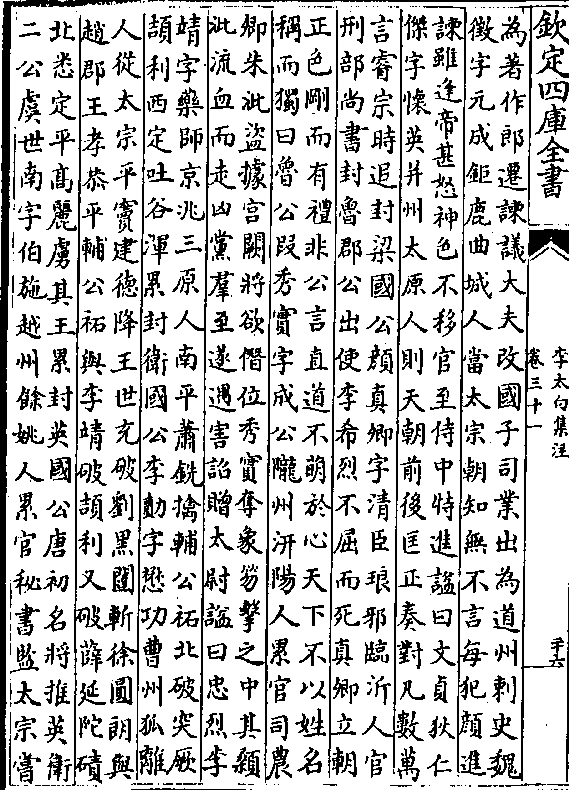 欽定四庫全書
李太白集注
卷三十一
為著作郎遷諫議大夫改國子司業出為道州刺史魏
徵字元成鉅鹿曲城人當太宗朝知無不言每犯顔進
諫雖逢帝甚怒神色不移官至侍中特進諡曰文貞狄仁
傑字懷英并州太原人則天朝前後匡正奏對凡數萬
言睿宗時追封梁國公顔真卿字清臣琅邪臨沂人官
刑部尚書封魯郡公出使李希烈不屈而死真卿立朝
正色剛而有禮非公言直道不萌於心天下不以姓名
稱而獨曰魯公段秀實字成公隴州汧陽人累官司農
卿朱泚盗據宫闕將欲僭位秀實奪象笏擊之中其顙
泚流血而走凶黨羣至遂遇害詔贈太尉諡曰忠烈李
靖字藥師京兆三原人南平蕭銑擒輔公祏北破突厥
頡利西定吐谷渾累封衛國公李勣字懋功曹州狐離
人從太宗平竇建德降王世充破劉黑闥斬徐圓朗與
趙郡王孝恭平輔公祏與李靖破頡利又破薛延陀磧
北悉定平髙麗虜其王累封英國公唐初名將推英衛
二公虞世南字伯施越州餘姚人累官秘書監太宗嘗